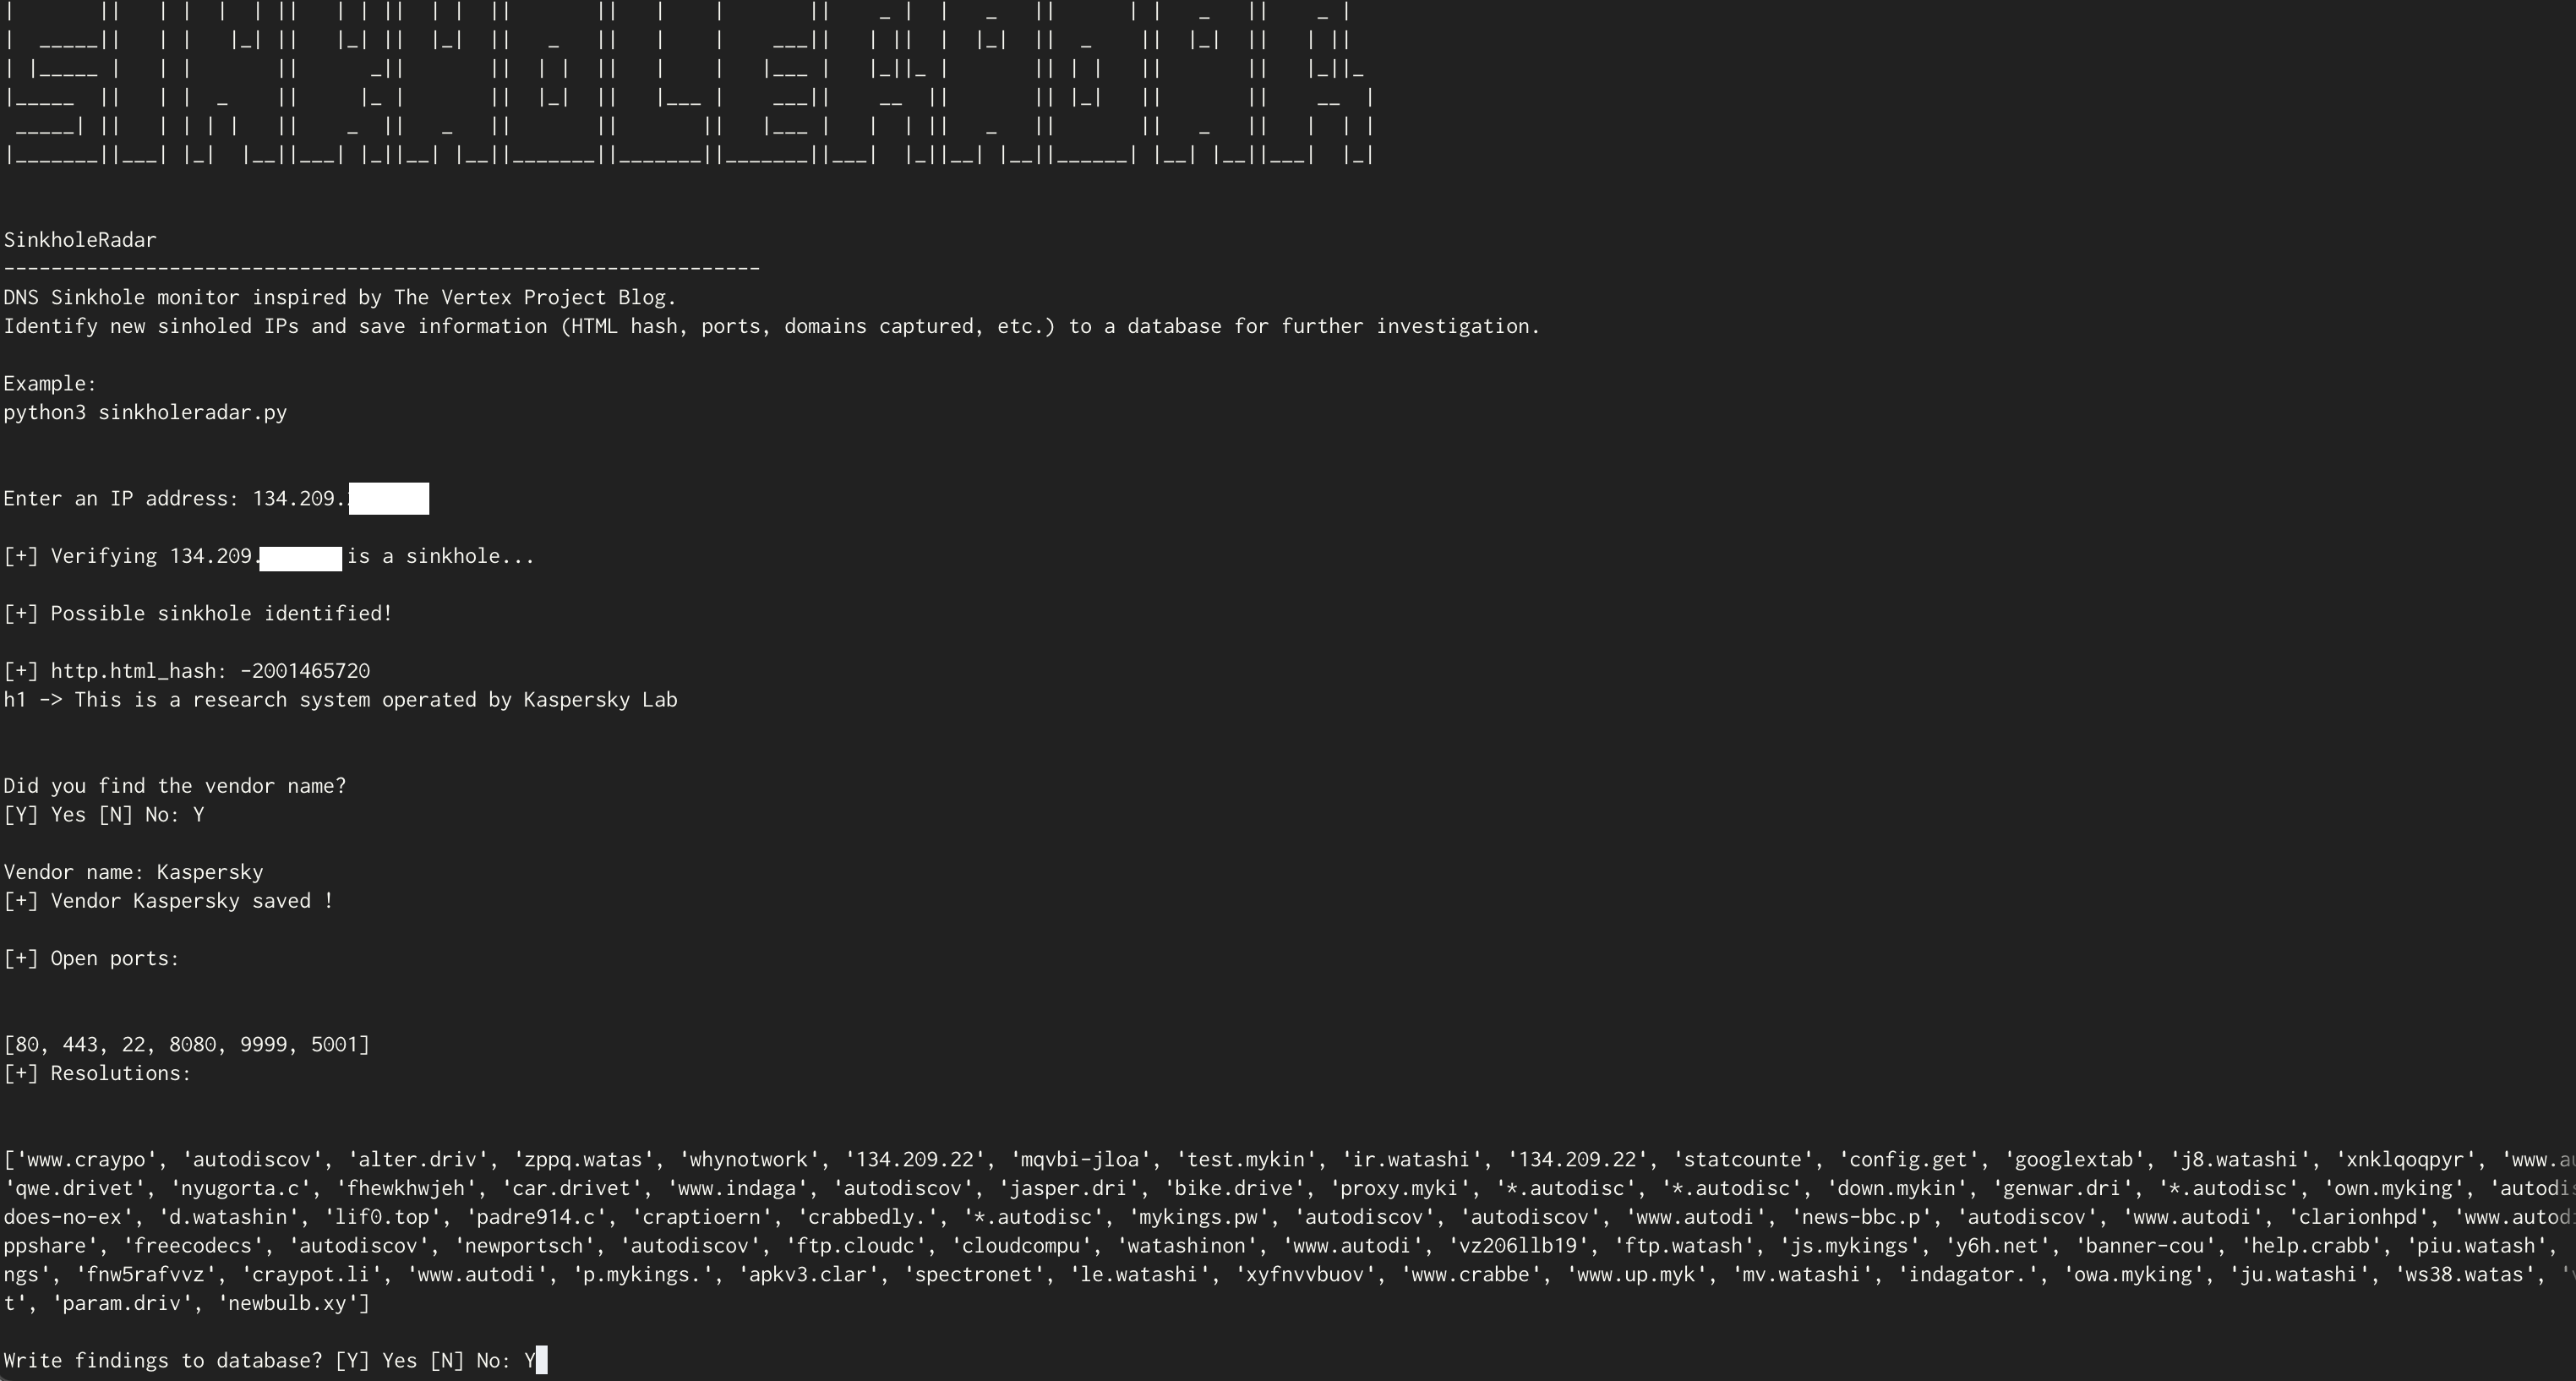 SinkholeRadar
----------------------------------------------------------------
DNS Sinkhole monitor inspired by The Vertex Project Blog.
Identify new sinholed IPs and save information (HTML hash, ports, domains captured, etc.) to a database for further investigation.
Example:
python3 sinkholeradar.py
Enter an IP address: 134.209.
[+] Verifying 134.209. is a sinkhole...
[+] Possible sinkhole identified!
[+] http.html_hash: -2001465720
h1 -> This is a research system operated by Kaspersky Lab
Did you find the vendor name?
[Y] Yes [N] No: Y
Vendor name: Kaspersky
[+] Vendor Kaspersky saved !
[+] Open ports:
[80, 443, 22, 8080, 9999, 5001]
[+] Resolutions:
['www.craypo', 'autodiscov', 'alter.driv', 'zppq.watas', 'whynotwork', '134.209.22', 'mqvbi-jloa', 'test.mykin', 'ir.watashi', '134.209.22', 'statcounte', 'config.get', 'googlextab', 'j8.watashi', 'xnklqoqpyr', 'www.au
'qwe.drivet', 'nyugorta.c', 'fhewkhwjeh', 'car.drivet', 'www.indaga', 'autodiscov', 'jasper.dri', 'bike.drive', 'proxy.myki', '*.autodisc', '*.autodisc', 'down.mykin', 'genwar.dri', '*.autodisc', 'own.myking', 'autodis
does-no-ex', 'd.watashin', 'lif0.top', 'padre914.c', 'craptioern', 'crabbedly.', '*.autodisc', 'mykings.pw', 'autodiscov', 'autodiscov', 'www.autodi', 'news-bbc.p', 'autodiscov', 'www.autodi', 'clarionhpd', 'www.autod
ppshare', 'freecodecs', 'autodiscov', 'newportsch', 'autodiscov', 'ftp.cloudc', 'cloudcompu', 'watashinon', 'www.autodi', 'vz206llb19', 'ftp.watash', 'js.mykings', 'y6h.net', 'banner-cou', 'help.crabb', 'piu.watash',
ngs', 'fnw5rafvvz', 'craypot.li', 'www.autodi', 'p.mykings.', 'apkv3.clar', 'spectronet', 'le.watashi', 'xyfnvvbuov', 'www.crabbe', 'www.up.myk', 'mv.watashi', 'indagator.', 'owa.myking', 'ju.watashi', 'ws38.watas',
t', 'param.driv', 'newbulb.xy']
Write findings to database? [Y] Yes [N] No: Y